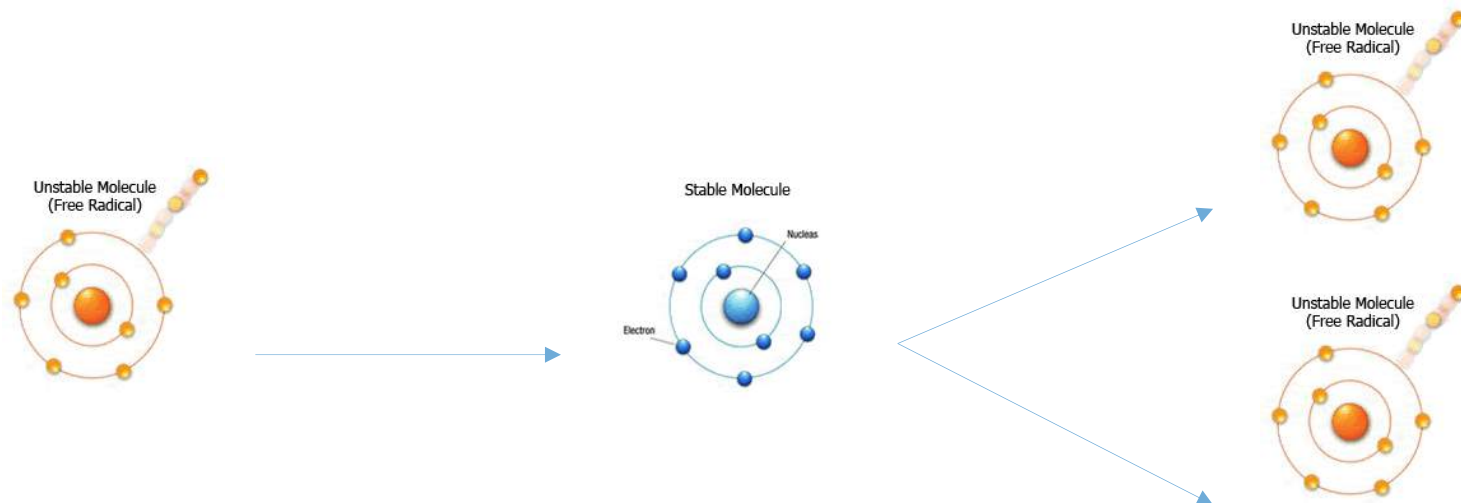 Unstable Molecule
(Free Radical)
Stable Molecule
Nucleas
Electron
Unstable Molecule
(Free Radical)
Unstable Molecule
(Free Radical)